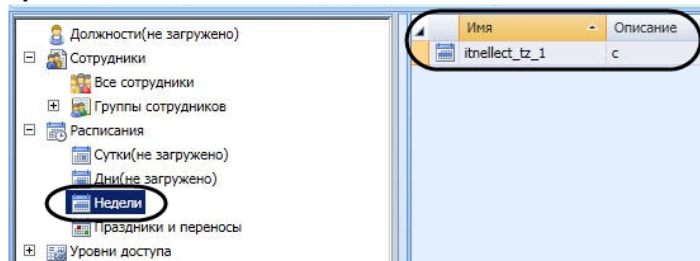 Должности(не загружено)
Сотрудники
Все сотрудники
Группы сотрудников
Расписания
Сутки(не загружено)
Дни(не загружено)
Недели
Праздники и переносы
Уровни доступа
Имя Описание
itnellect_tz_1 с